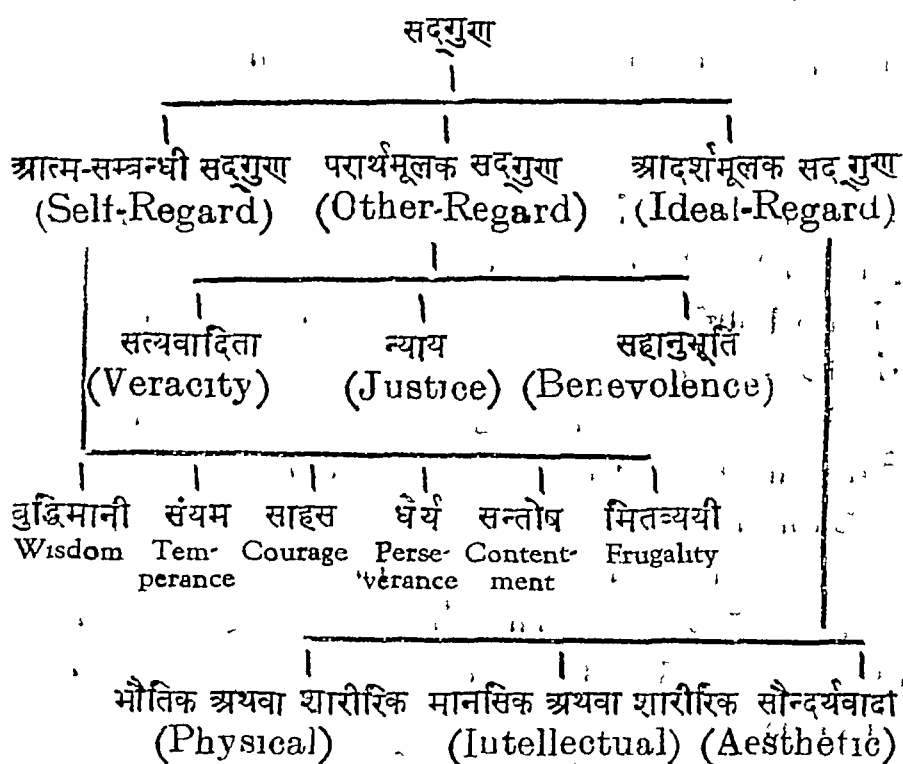 सद्गुण
आत्म-सम्बन्धी सद्गुण परार्थमूलक सद्गुण आदर्शमूलक सद्गुण
(Self-Regard) (Other-Regard) (Ideal-Regard)
सत्यवादिता न्याय सहानुभूति
(Veracity) (Justice) (Benevolence)
बुद्धिमानी संयम साहस धैर्य सन्तोष मितव्ययी
Wisdom Tem- Courage Perse- Content- Frugality
perance verance ment
भौतिक अथवा शारीरिक मानसिक अथवा शारीरिक सौन्दर्यवादी
(Physical) (Intellectual) (Aesthetic)